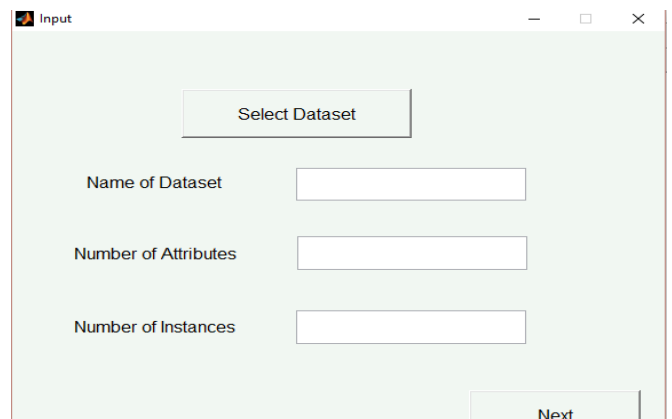 Input
Select Dataset
Name of Dataset
Number of Attributes
Number of Instances
Next